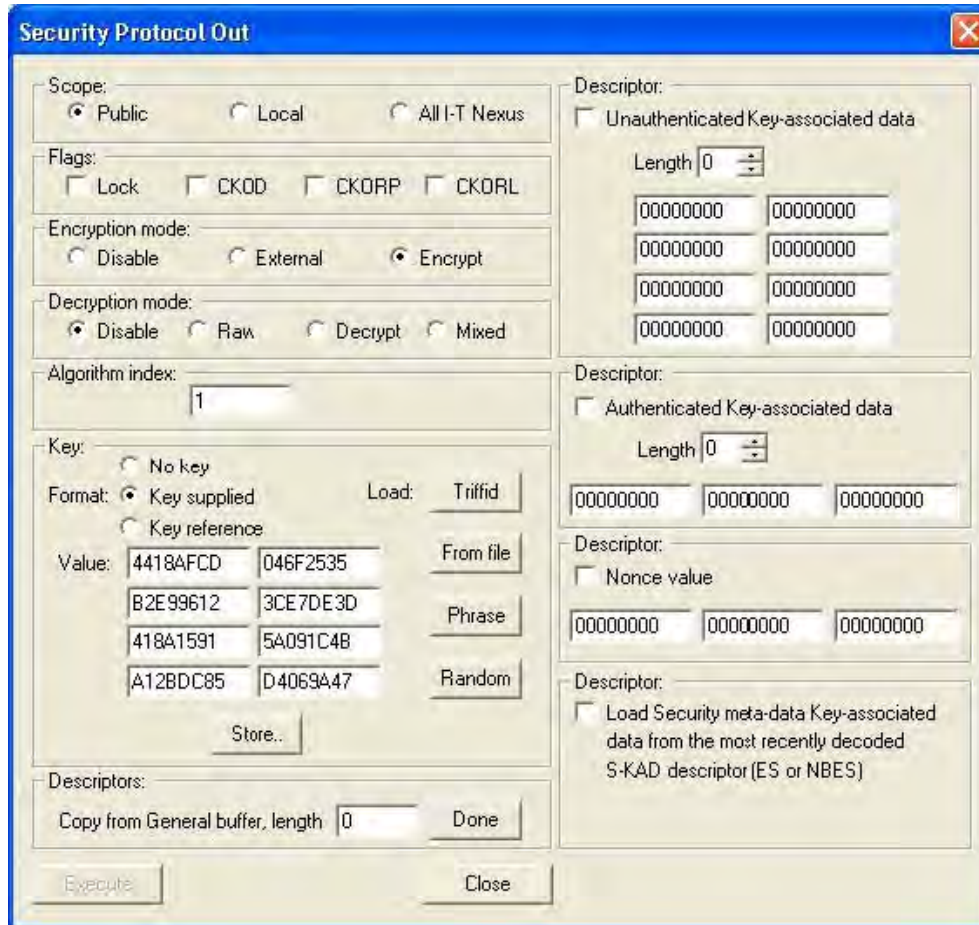 Security Protocol Out
Scope:
Public Local All I-T Nexus
Flags:
Lock CKOD CKORP CKORL
Encryption mode:
Disable External Encrypt
Decryption mode:
Disable Raw Decrypt Mixed
Algorithm index:
1
Key:
No key
Format: Key supplied Load: Triffid
Key reference
From file
Value: 4418AFCD 046F2535
B2E99612 3CE7DE3D
Phrase
418A1591 5A091C4B
A12BDC85 D4069A47
Random
Store..
Descriptors:
Copy from General buffer, length 0 Done
Execute Close
Descriptor:
Unauthenticated Key-associated data
Length 0
00000000 00000000
00000000 00000000
00000000 00000000
00000000 00000000
Descriptor:
Authenticated Key-associated data
Length 0
00000000 00000000 00000000
Descriptor:
Nonce value
00000000 00000000 00000000
Descriptor:
Load Security meta-data Key-associated
data from the most recently decoded
S-KAD descriptor (ES or NBES)